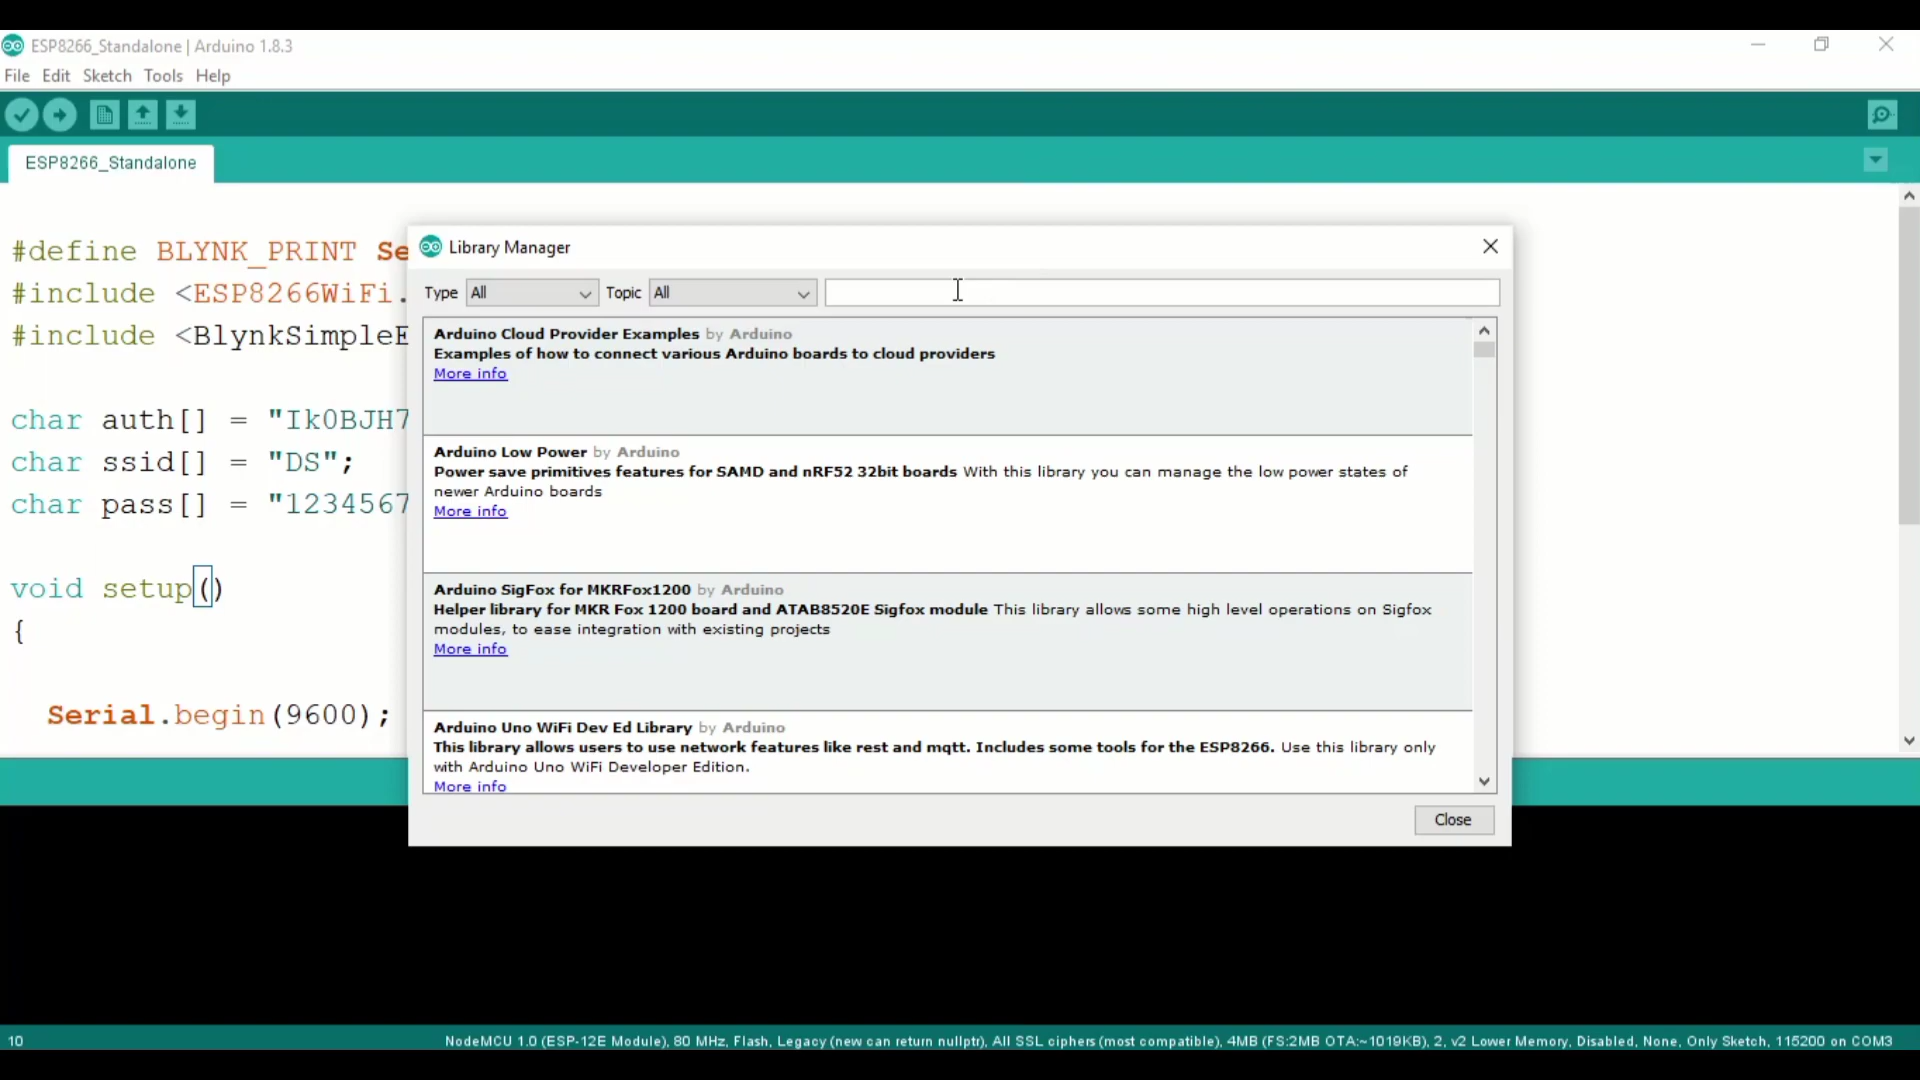 ESP8266_Standalone | Arduino 1.8.3
File Edit Sketch Tools Help
ESP8266_Standalone
#define BLYNK_PRINT Se
#include <ESP8266WiFi.
#include <BlynkSimpleE
char auth[] = "Ik0BJH7
char ssid[] = "DS";
char pass[] = "1234567
void setup()
{
Serial.begin(9600);
Library Manager
Type All Topic All
Arduino Cloud Provider Examples by Arduino
Examples of how to connect various Arduino boards to cloud providers
More info
Arduino Low Power by Arduino
Power save primitives features for SAMD and nRF52 32bit boards With this library you can manage the low power states of
newer Arduino boards
More info
Arduino SigFox for MKRFox1200 by Arduino
Helper library for MKR Fox 1200 board and ATAB8520E Sigfox module This library allows some high level operations on Sigfox
modules, to ease integration with existing projects
More info
Arduino Uno WiFi Dev Ed Library by Arduino
This library allows users to use network features like rest and mqtt. Includes some tools for the ESP8266. Use this library only
with Arduino Uno WiFi Developer Edition.
More info
Close
10
NodeMCU 1.0 (ESP-12E Module), 80 MHz, Flash, Legacy (new can return nullptr), All SSL ciphers (most compatible), 4MB (FS:2MB OTA:~1019KB), 2, v2 Lower Memory, Disabled, None, Only Sketch, 115200 on COM3